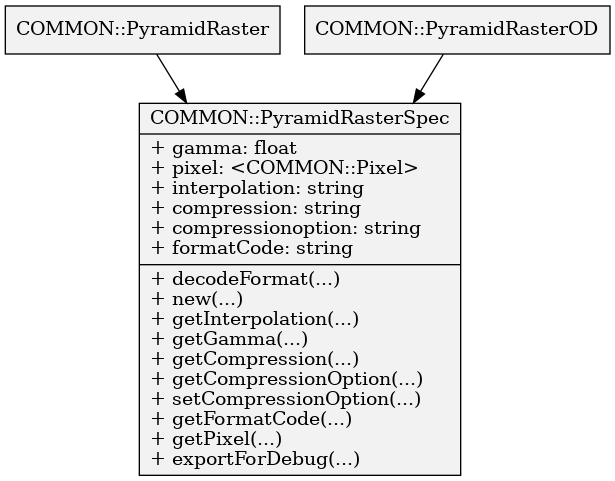 COMMON::PyramidRaster
COMMON::PyramidRasterOD
COMMON::PyramidRasterSpec
+ gamma: float
+ pixel: <COMMON::Pixel>
+ interpolation: string
+ compression: string
+ compressionoption: string
+ formatCode: string
+ decodeFormat(...)
+ new(...)
+ getInterpolation(...)
+ getGamma(...)
+ getCompression(...)
+ getCompressionOption(...)
+ setCompressionOption(...)
+ getFormatCode(...)
+ getPixel(...)
+ exportForDebug(...)